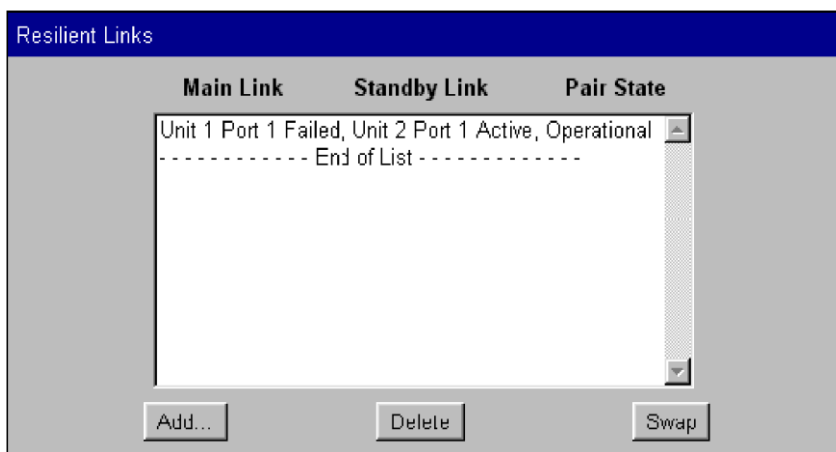 Resilient Links
Main Link Standby Link Pair State
Unit 1 Port 1 Failed, Unit 2 Port 1 Active, Operational
- - - - - - - - - - - - End of List - - - - - - - - - - - - -
Add... Delete Swap